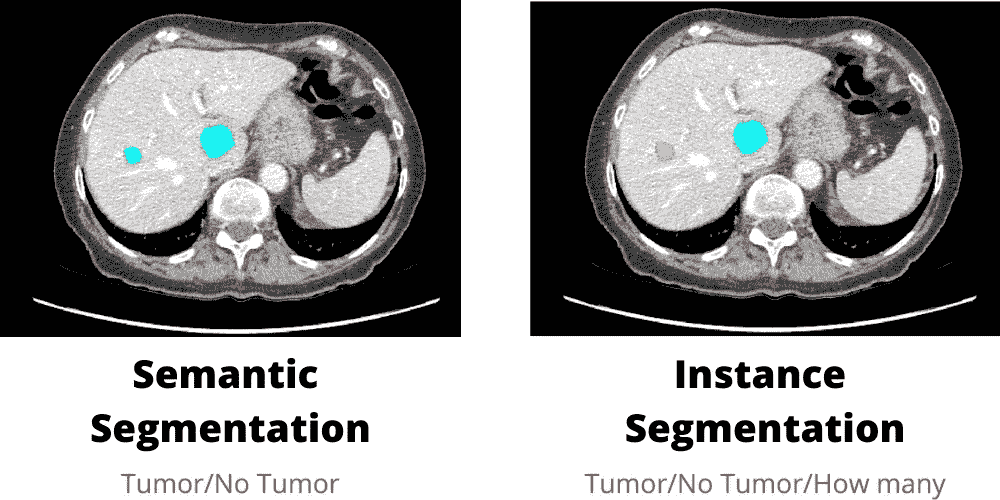 Semantic
Segmentation
Tumor/No Tumor
Instance
Segmentation
Tumor/No Tumor/How many